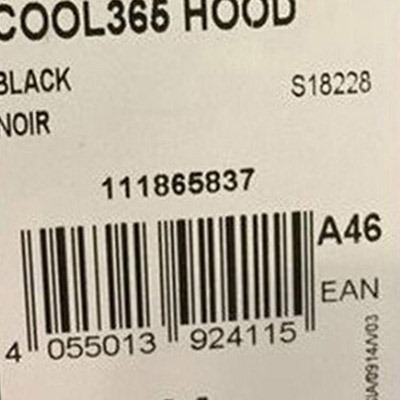 COOL365 HOOD
BLACK S18228
NOIR
111865837
A46
EAN
4 055013 924115